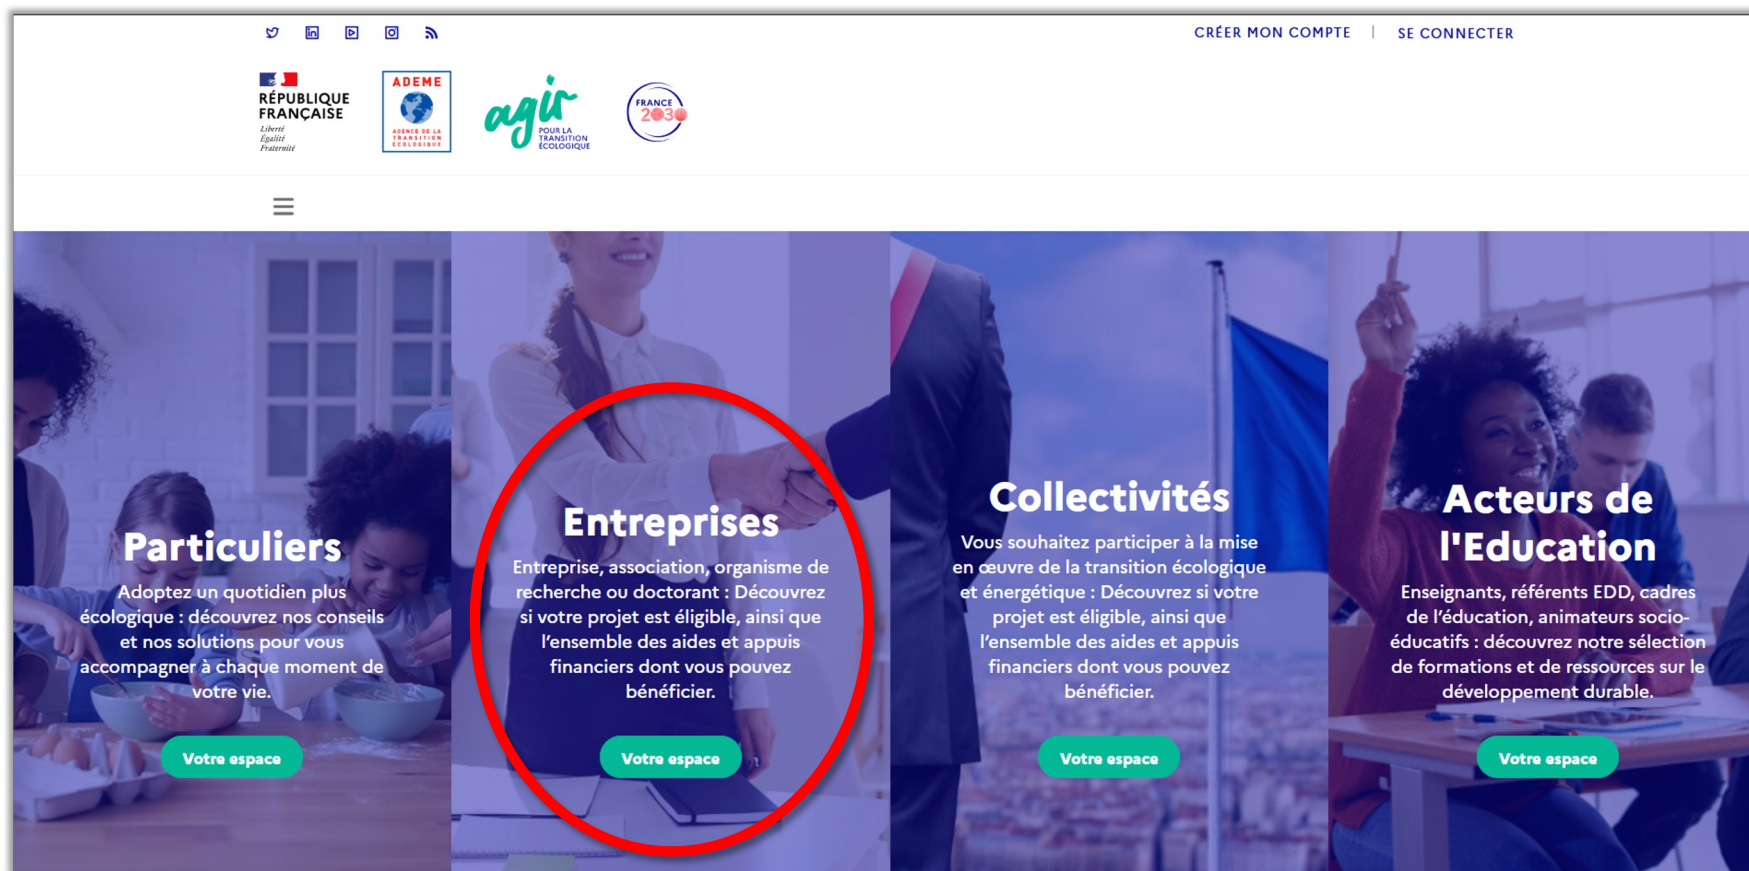 CRÉER MON COMPTE | SE CONNECTER
RÉPUBLIQUE
FRANÇAISE
Liberté
Égalité
Fraternité
ADEME
AGENCE DE LA
TRANSITION
ÉCOLOGIQUE
agir
POUR LA
TRANSITION
ÉCOLOGIQUE
FRANCE
2030
Particuliers
Adoptez un quotidien plus
écologique : découvrez nos conseils
et nos solutions pour vous
accompagner à chaque moment de
votre vie.
Votre espace
Entreprises
Entreprise, association, organisme de
recherche ou doctorant : Découvrez
si votre projet est éligible, ainsi que
l'ensemble des aides et appuis
financiers dont vous pouvez
bénéficier.
Votre espace
Collectivités
Vous souhaitez participer à la mise
en œuvre de la transition écologique
et énergétique : Découvrez si votre
projet est éligible, ainsi que
l'ensemble des aides et appuis
financiers dont vous pouvez
bénéficier.
Votre espace
Acteurs de
l'Education
Enseignants, référents EDD, cadres
de l'éducation, animateurs socio-
éducatifs : découvrez notre sélection
de formations et de ressources sur le
développement durable.
Votre espace